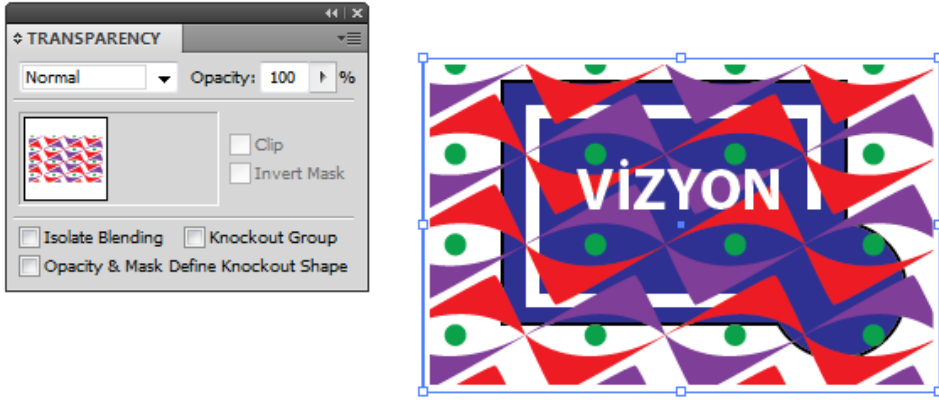 TRANSPARENCY
Normal Opacity: 100 %
Clip
Invert Mask
Isolate Blending Knockout Group
Opacity & Mask Define Knockout Shape
VİZYON